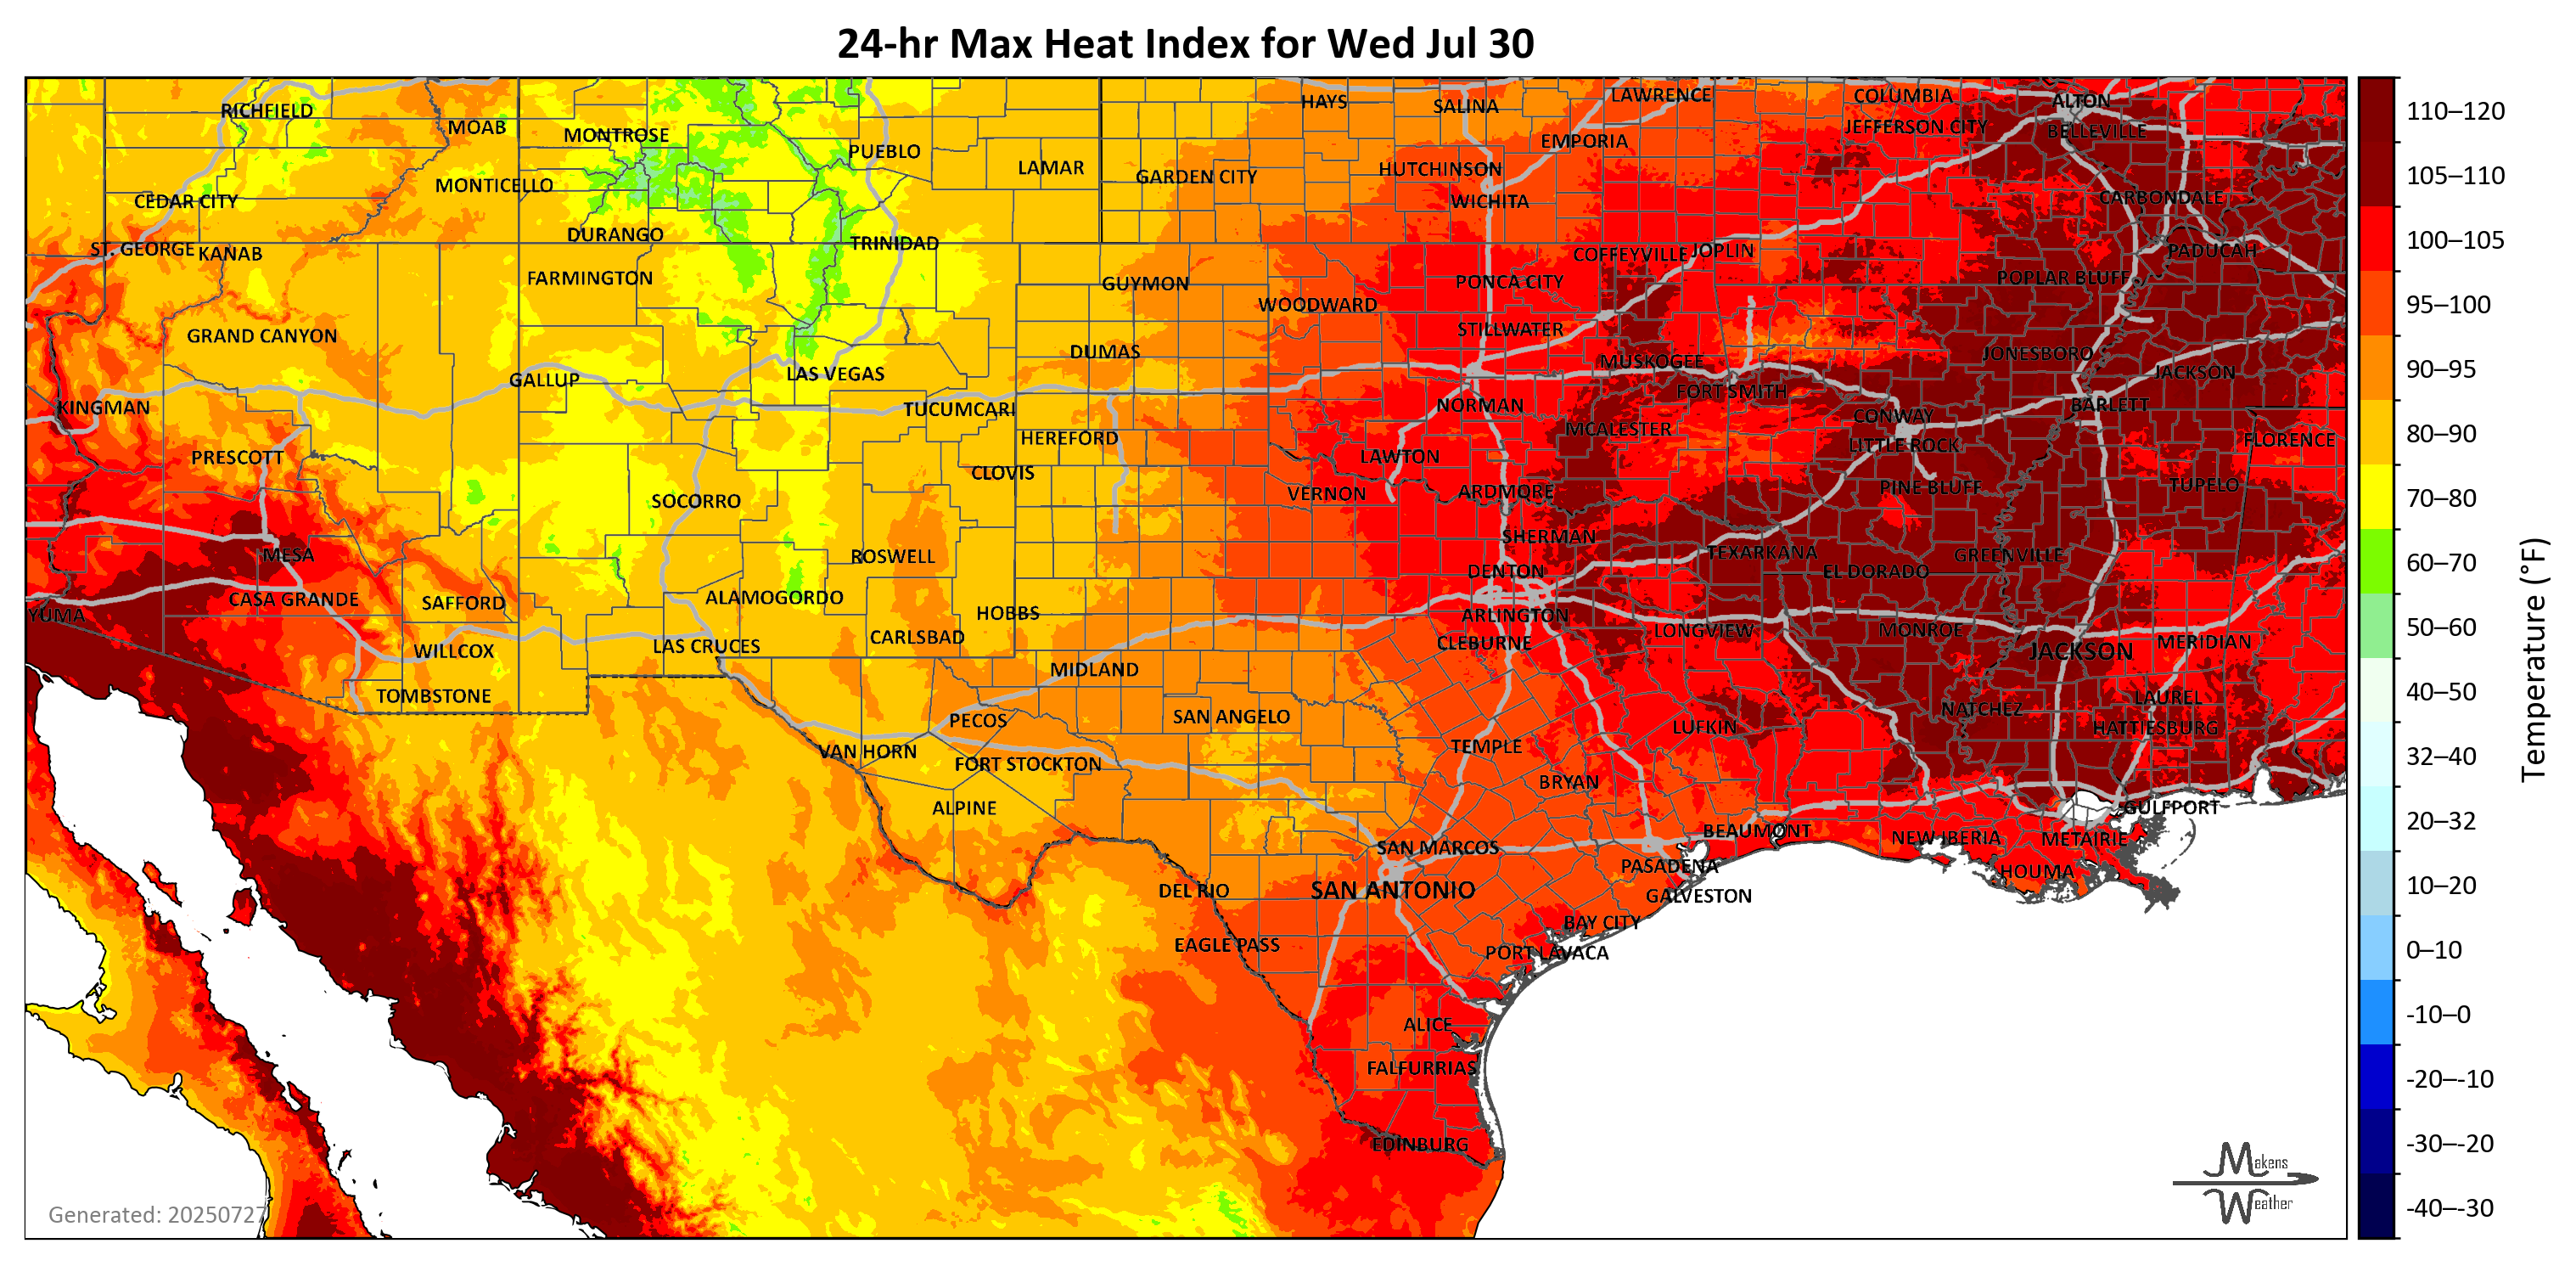 24-hr Max Heat Index for Wed Jul 30
RICHFIELD
MOAB
MONTROSE
PUEBLO
LAMAR
HAYS
SALINA
LAWRENCE
COLUMBIA
ALTON
JEFFERSON CITY
BELLEVILLE
EMPORIA
HUTCHINSON
GARDEN CITY
MONTICELLO
CEDAR CITY
WICHITA
CARBONDALE
DURANGO
TRINIDAD
ST. GEORGE
KANAB
COFFEYVILLE
JOPLIN
PADUCAH
FARMINGTON
GUYMON
PONCA CITY
POPLAR BLUFF
WOODWARD
GRAND CANYON
STILLWATER
DUMAS
MUSKOGEE
JONESBORO
GALLUP
LAS VEGAS
FORT SMITH
JACKSON
KINGMAN
TUCUMCARI
NORMAN
CONWAY
BARLETT
HEREFORD
MCALESTER
LITTLE ROCK
FLORENCE
PRESCOTT
CLOVIS
LAWTON
SOCORRO
VERNON
ARDMORE
PINE BLUFF
TUPELO
MESA
ROSWELL
SHERMAN
TEXARKANA
GREENVILLE
DENTON
EL DORADO
CASA GRANDE
SAFFORD
ALAMOGORDO
HOBBS
YUMA
ARLINGTON
LONGVIEW
MONROE
WILLCOX
LAS CRUCES
CARLSBAD
CLEBURNE
JACKSON
MERIDIAN
MIDLAND
TOMBSTONE
LAUREL
PECOS
SAN ANGELO
NATCHEZ
LUFKIN
HATTIESBURG
VAN HORN
FORT STOCKTON
TEMPLE
BRYAN
ALPINE
GULFPORT
BEAUMONT
NEW IBERIA
METAIRIE
SAN MARCOS
PASADENA
HOUMA
DEL RIO
SAN ANTONIO
GALVESTON
BAY CITY
EAGLE PASS
PORT LAVACA
ALICE
FALFURRIAS
EDINBURG
Generated: 20250727
Makens
Weather
110–120
105–110
100–105
95–100
90–95
80–90
70–80
60–70
50–60
40–50
32–40
20–32
10–20
0–10
-10–0
-20–-10
-30–-20
-40–-30
Temperature (°F)